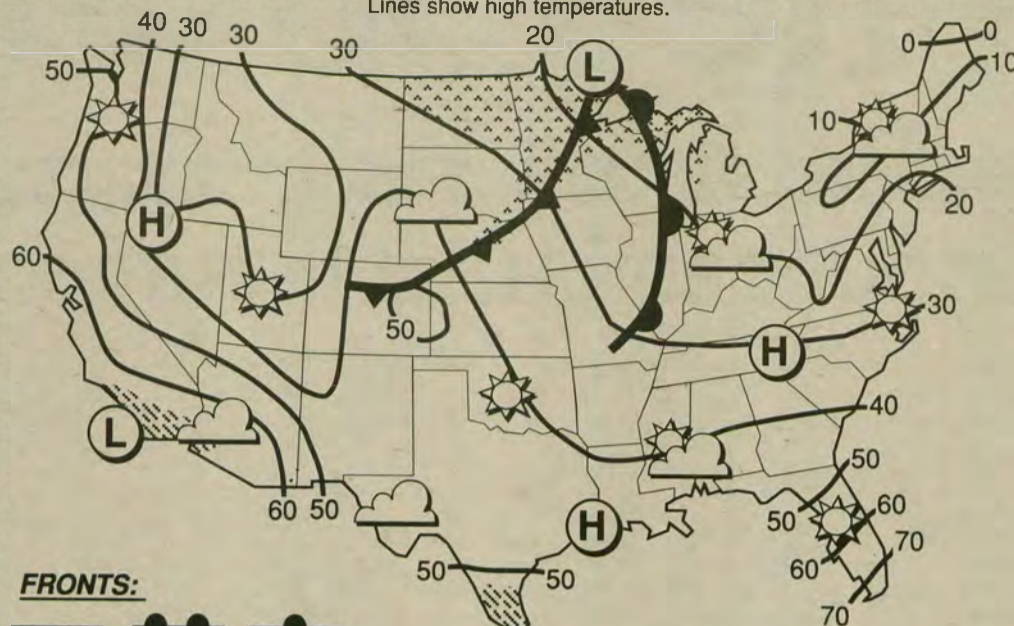 Lines show high temperatures.
40 30 30 30 20
0 0
50 10
L
10
H 20
60
30
50
H
L 40
50
60 50 H 50 60
70
50 50 60
70
FRONTS: